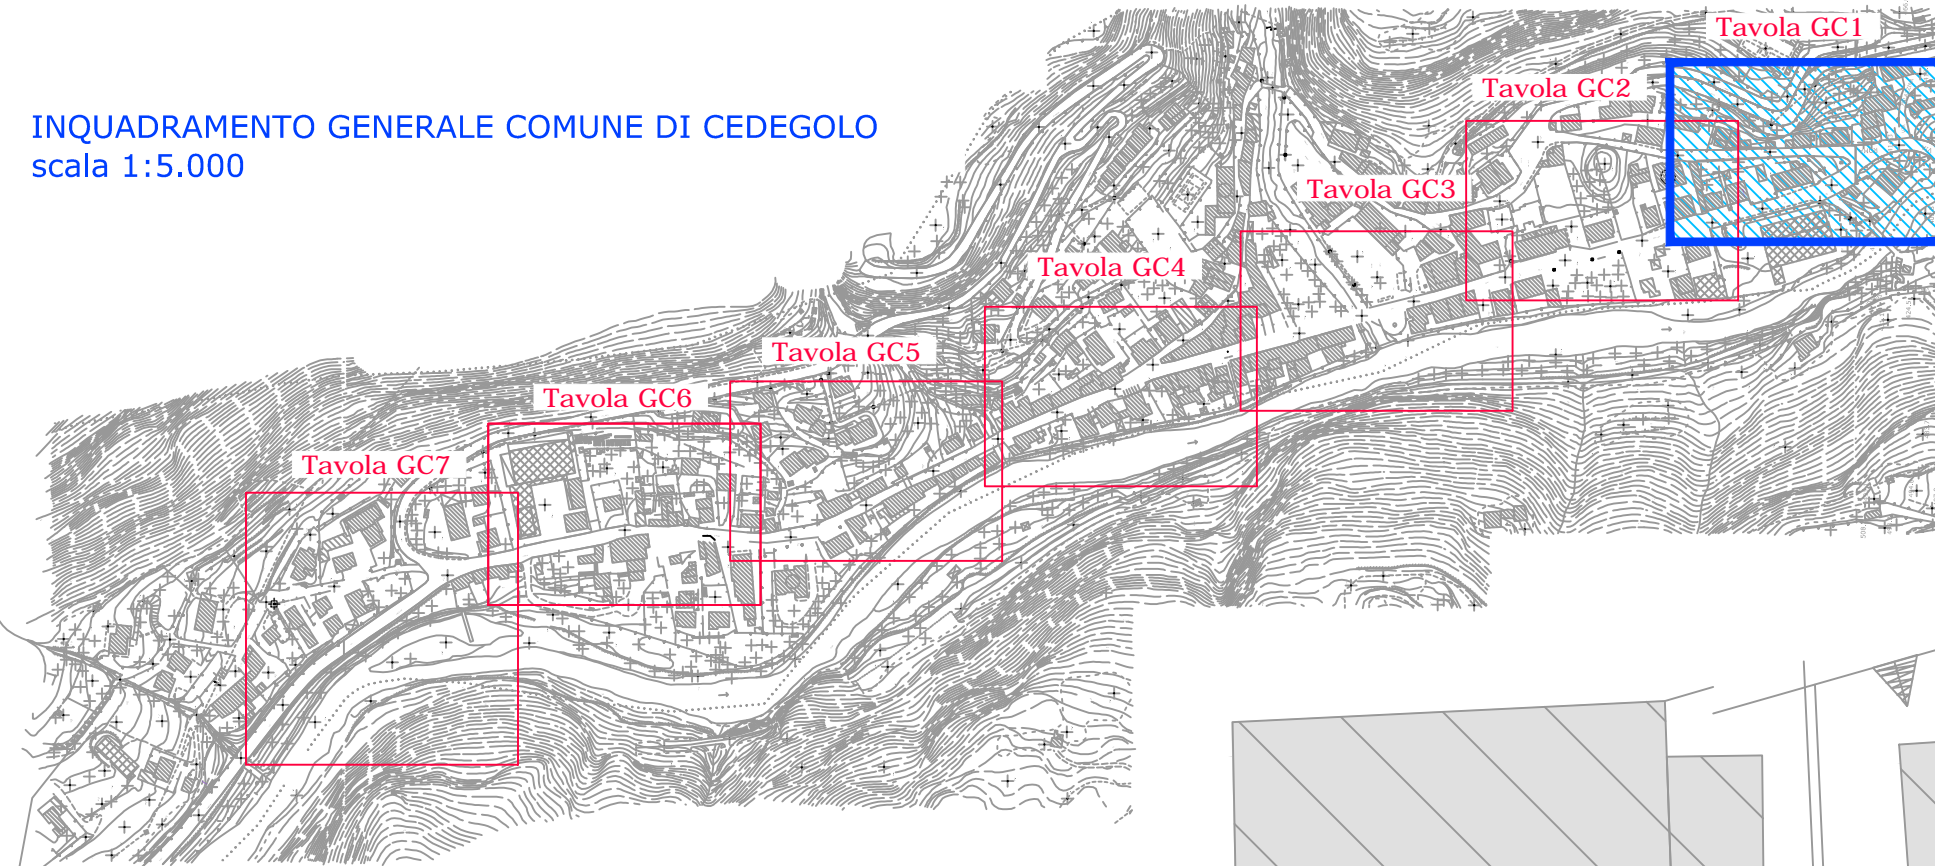 Tavola GC1
Tavola GC2
INQUADRAMENTO GENERALE COMUNE DI CEDEGOLO
scala 1:5.000
Tavola GC3
Tavola GC4
Tavola GC5
Tavola GC6
Tavola GC7